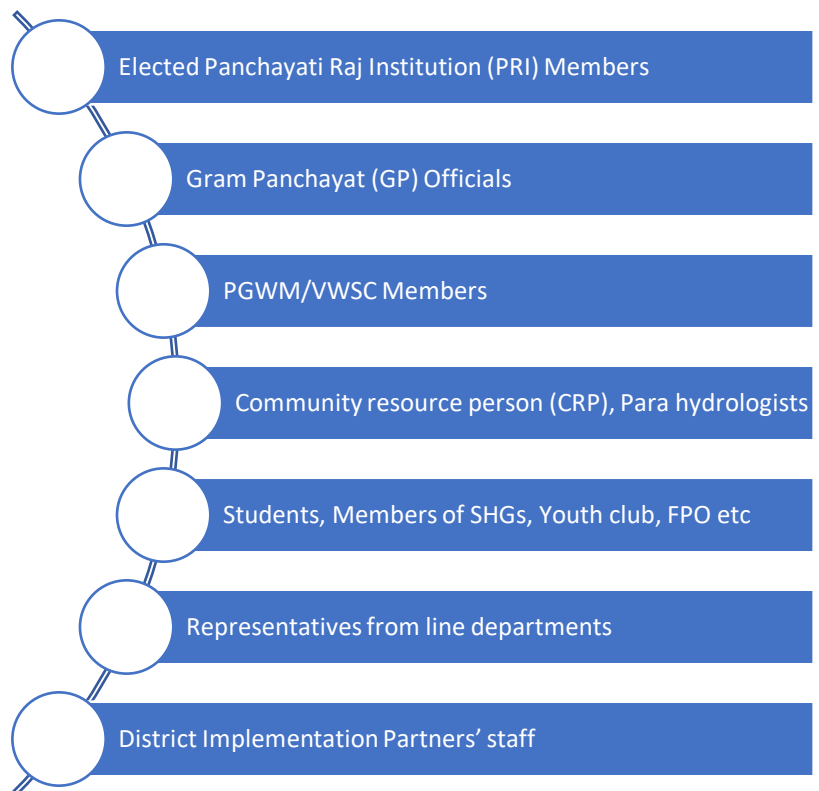 Elected Panchayati Raj Institution (PRI) Members
Gram Panchayat (GP) Officials
PGWM/VWSC Members
Community resource person (CRP), Para hydrologists
Students, Members of SHGs, Youth club, FPO etc
Representatives from line departments
District Implementation Partners’ staff